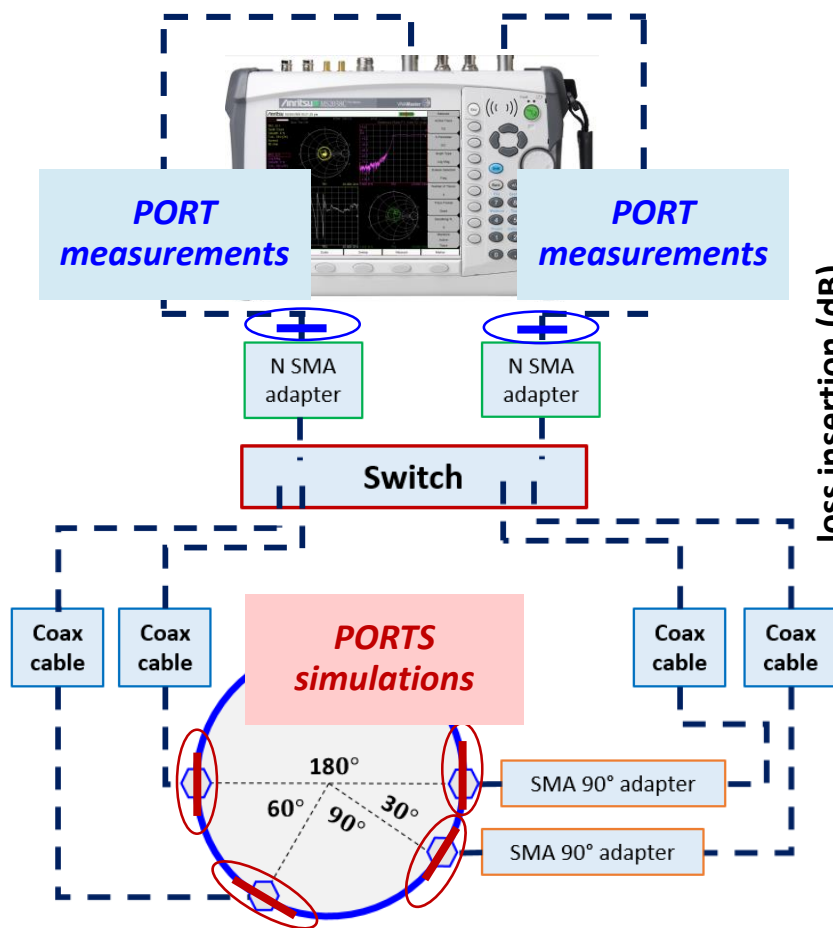 Anritsu
PORT
measurements
PORT
measurements
N SMA
adapter
N SMA
adapter
Switch
loss insertion (dB)
Coax
cable
Coax
cable
PORTS
simulations
Coax
cable
Coax
cable
180°
60°
90°
30°
SMA 90° adapter
SMA 90° adapter